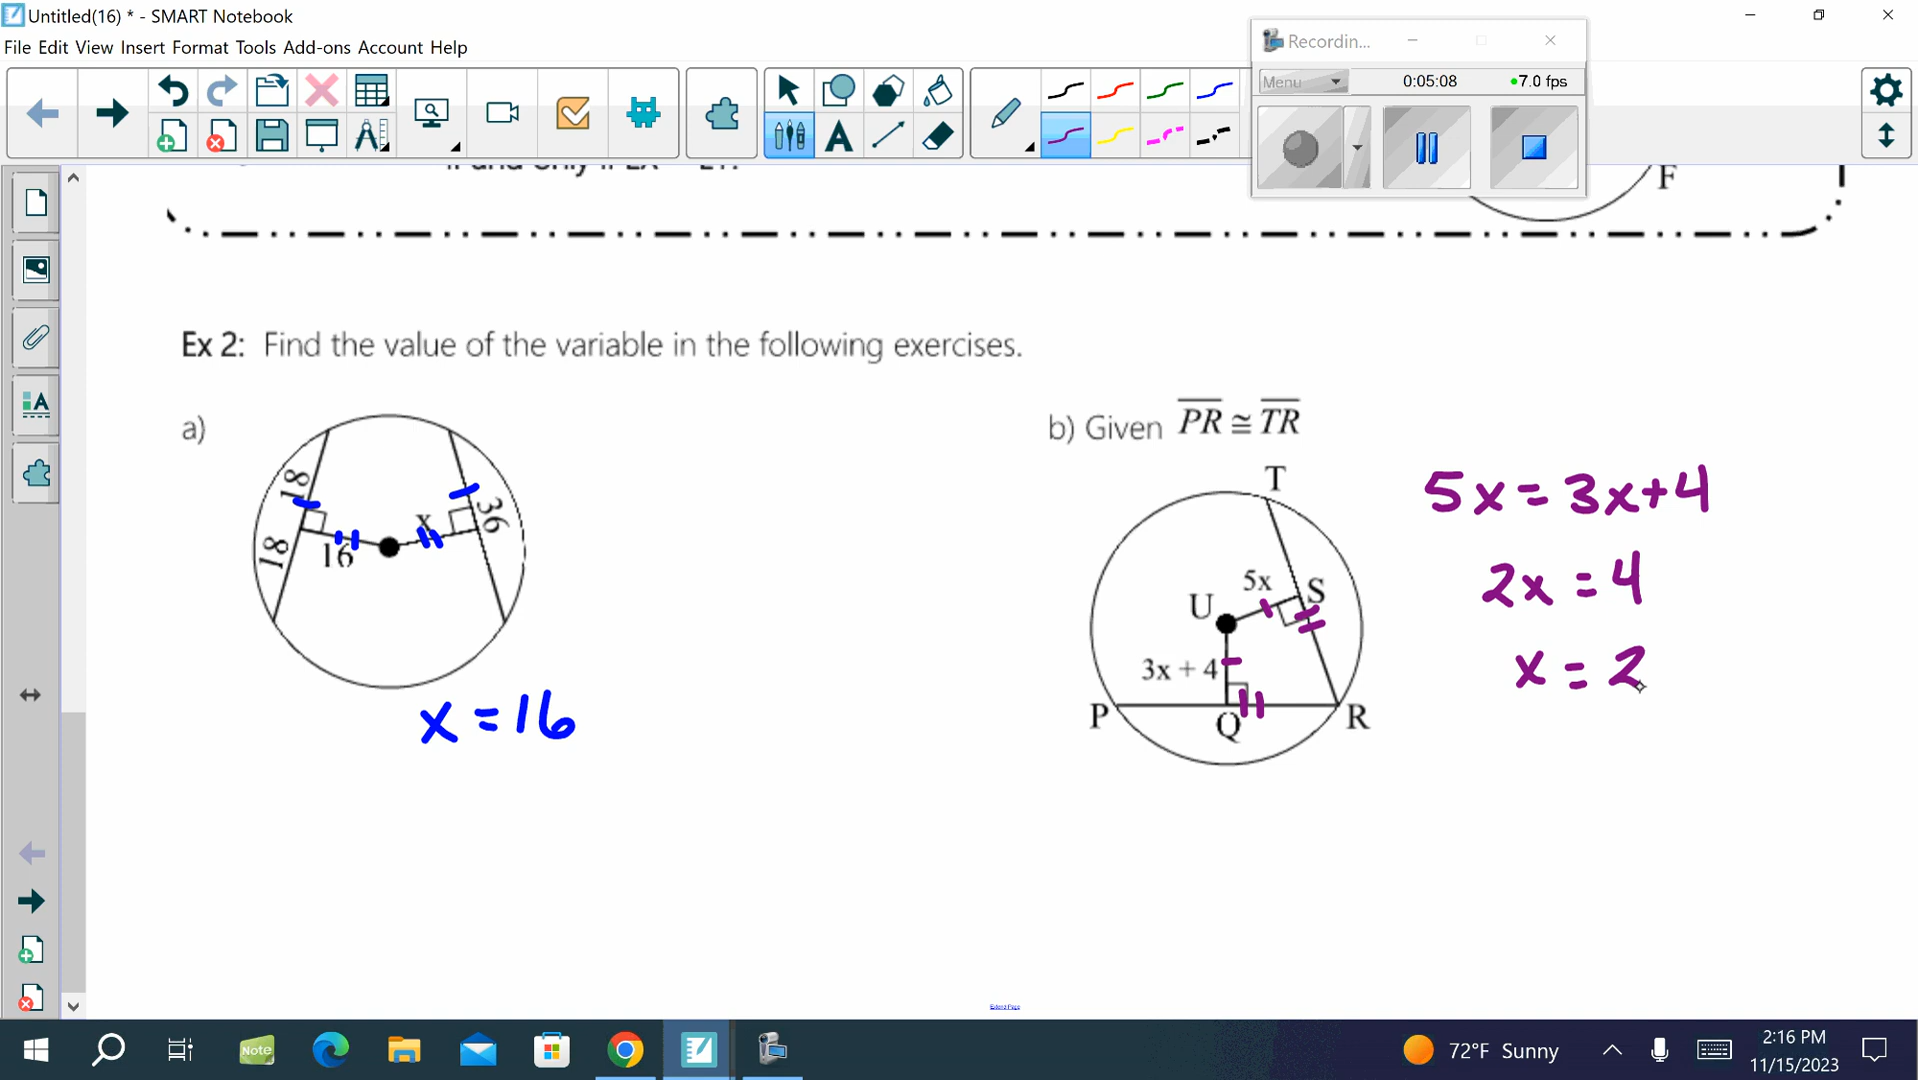 Untitled(16) * - SMART Notebook
File Edit View Insert Format Tools Add-ons Account Help
Recordin...
Menu
0:05:08
7.0 fps
F
Ex 2: Find the value of the variable in the following exercises.
a)
18
18
16
x
36
x = 16
b) Given PR ≅ TR
T
5x
S
U
3x + 4
P
Q
R
5x = 3x+4
2x = 4
x = 2
Extend Page
Note
72°F Sunny
2:16 PM
11/15/2023